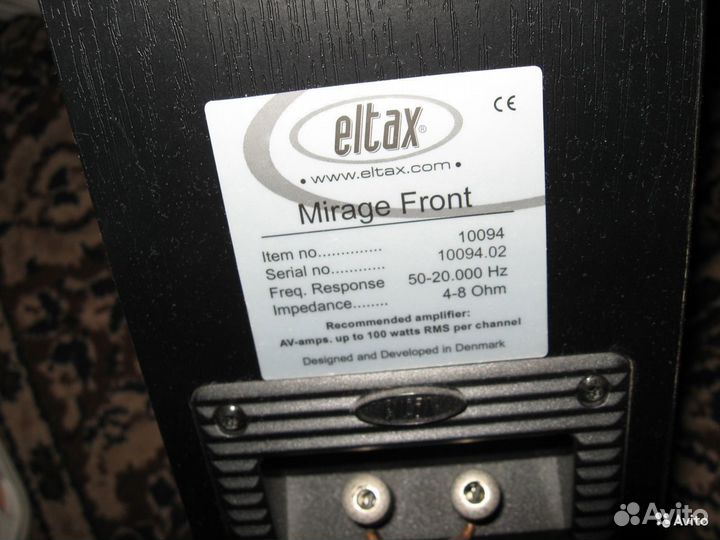 eltax®
CE
• www.eltax.com •
Mirage Front
Item no.............. 10094
Serial no............ 10094.02
Freq. Response 50-20.000 Hz
Impedance........ 4-8 Ohm
Recommended amplifier:
AV-amps. up to 100 watts RMS per channel
Designed and Developed in Denmark
Avito
Avito